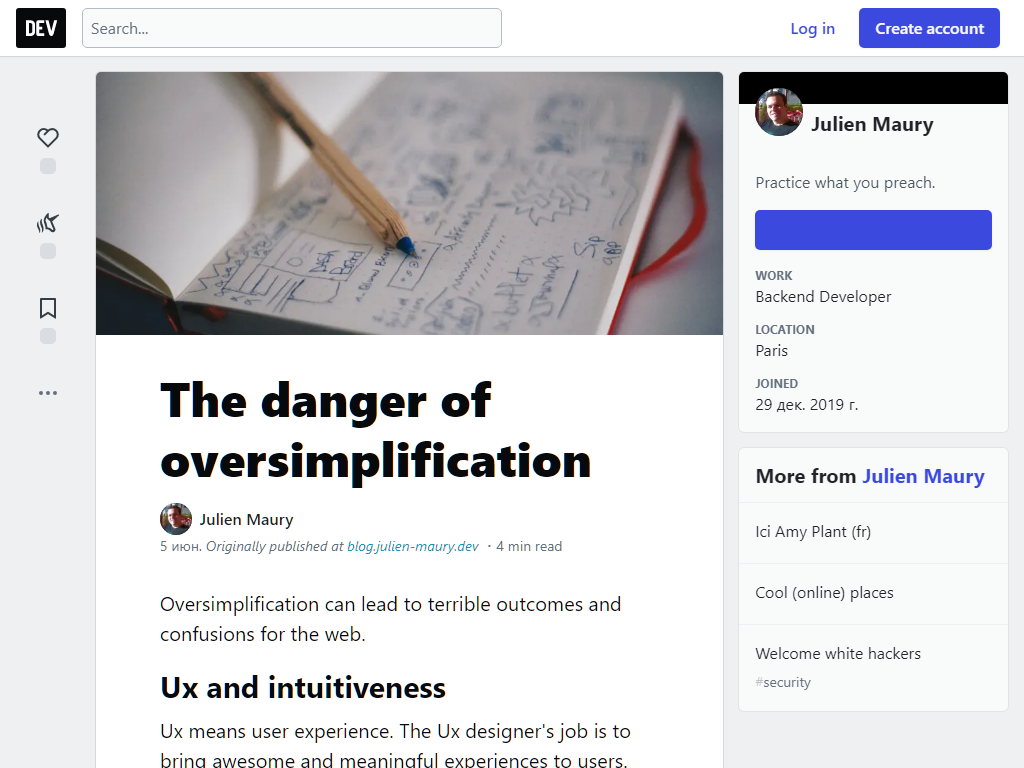 DEV
Search...
Log in
Create account
Desk
Board
Sip
app
Julien Maury
Practice what you preach.
WORK
Backend Developer
LOCATION
Paris
JOINED
29 дек. 2019 г.
The danger of
oversimplification
Julien Maury
5 июн. Originally published at blog.julien-maury.dev ・4 min read
Oversimplification can lead to terrible outcomes and
confusions for the web.
Ux and intuitiveness
Ux means user experience. The Ux designer's job is to
bring awesome and meaningful experiences to users.
More from Julien Maury
Ici Amy Plant (fr)
Cool (online) places
Welcome white hackers
#security